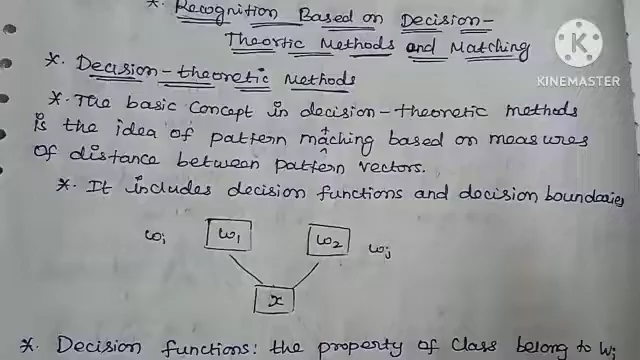 *. Recognition Based on Decision-
Theortic Methods and Matching
K
KINEMASTER
*. Decision-theoretic Methods
*. The basic concept in decision-theoretic methods
is the idea of pattern maching based on measures
t
of distance between pattern vectors.
*. It includes decision functions and decision boundaries
ωi ω1 ω2 ωj
x
*. Decision functions: the property of class belong to Wi